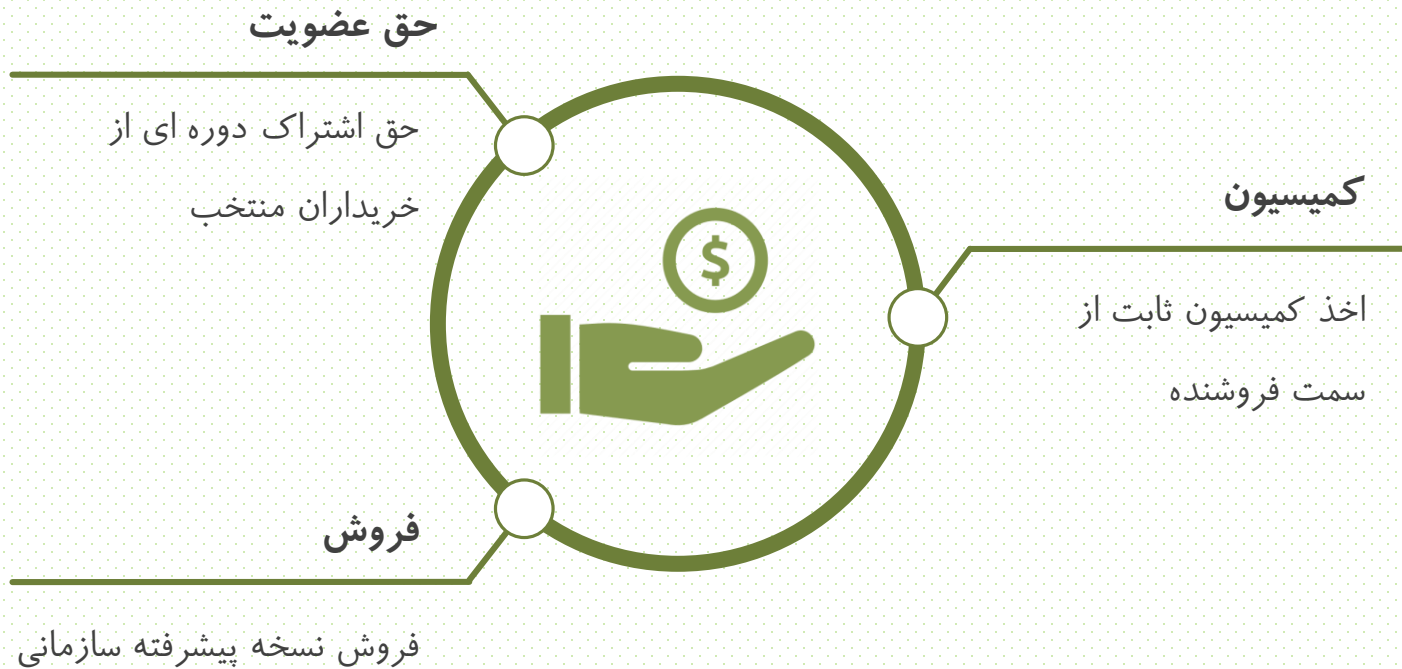 حق عضویت
حق اشتراک دوره ای از
خریداران منتخب
کمیسیون
اخذ کمیسیون ثابت از
سمت فروشنده
$
فروش
فروش نسخه پیشرفته سازمانی